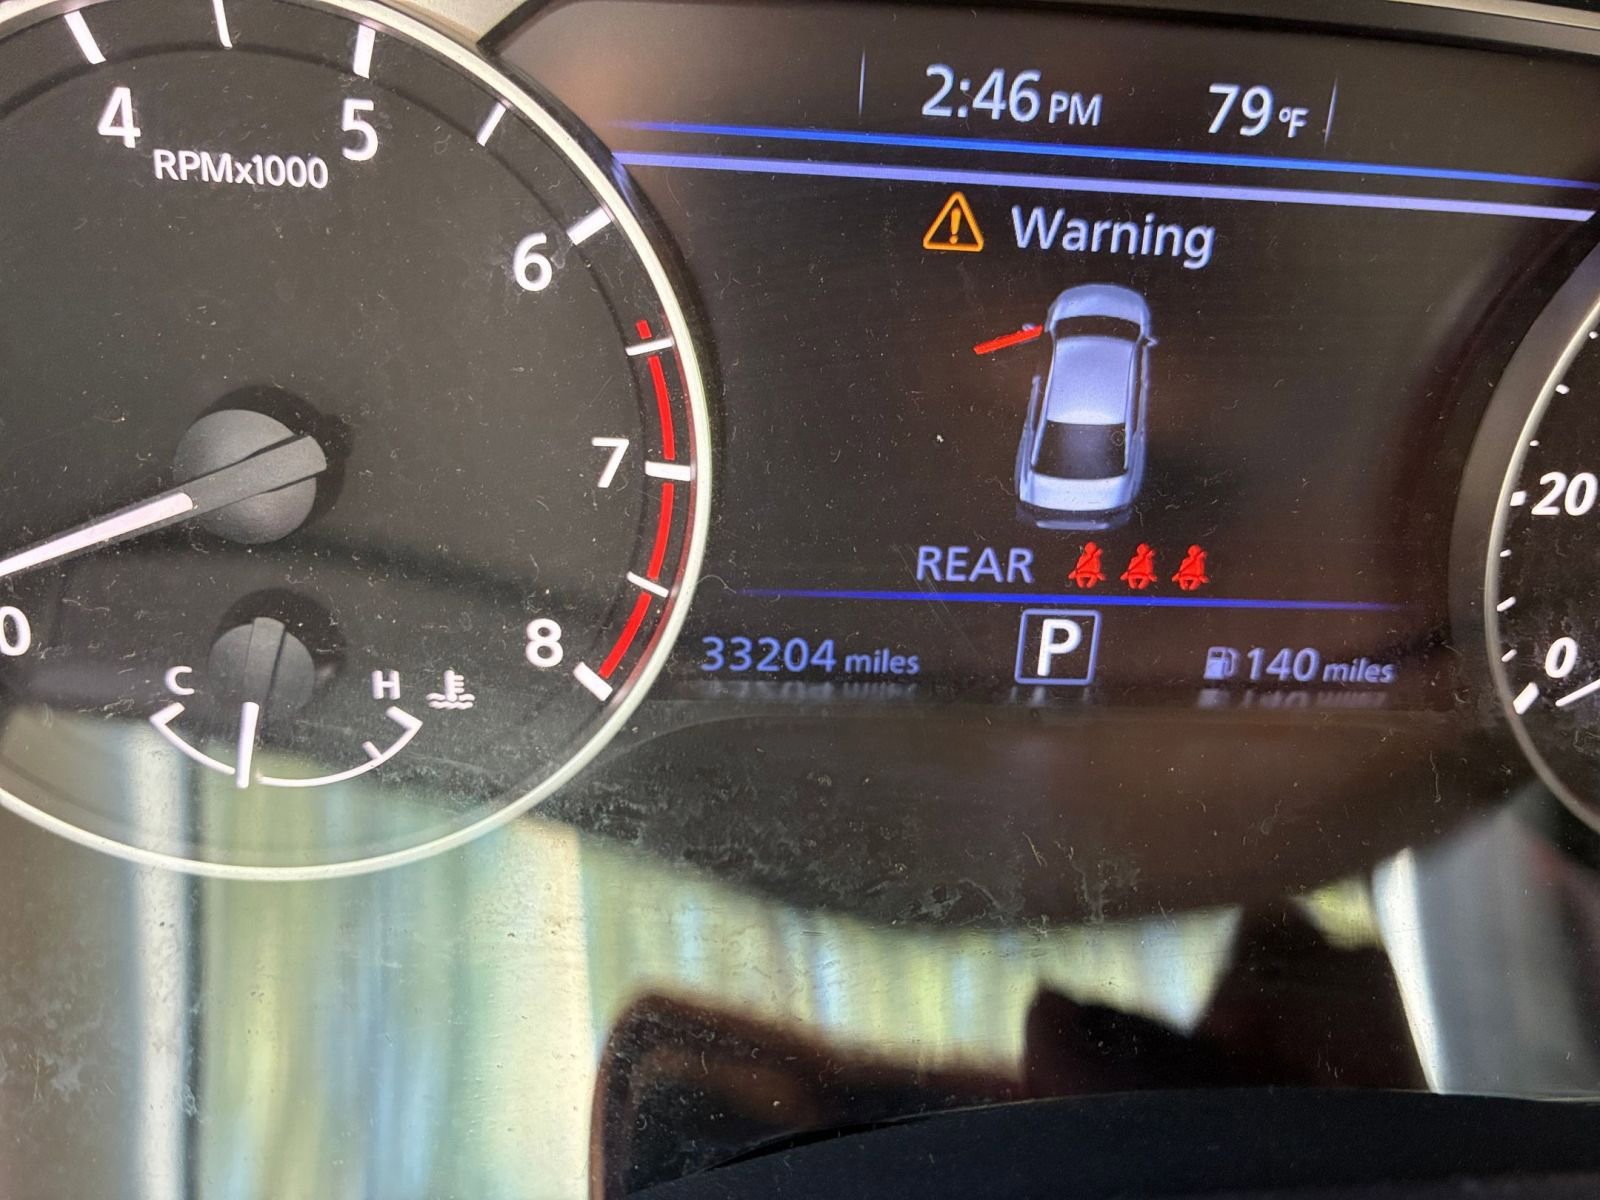 2:46 PM 79 °F
4 5
RPMx1000
6
7
8
0
C H
Warning
REAR
33204 miles P 140 miles
20
0